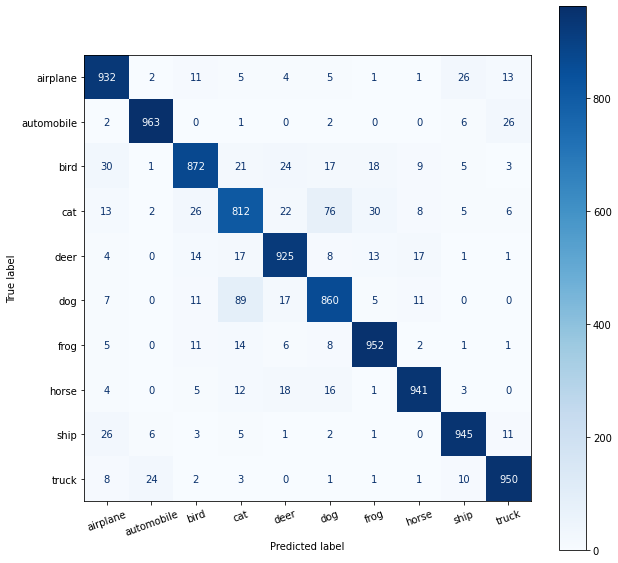 airplane 932 2 11 5 4 5 1 1 26 13
automobile 2 963 0 1 0 2 0 0 6 26
bird 30 1 872 21 24 17 18 9 5 3
cat 13 2 26 812 22 76 30 8 5 6
deer 4 0 14 17 925 8 13 17 1 1
dog 7 0 11 89 17 860 5 11 0 0
frog 5 0 11 14 6 8 952 2 1 1
horse 4 0 5 12 18 16 1 941 3 0
ship 26 6 3 5 1 2 1 0 945 11
truck 8 24 2 3 0 1 1 1 10 950
airplane automobile bird cat deer dog frog horse ship truck
Predicted label
True label
800
600
400
200
0